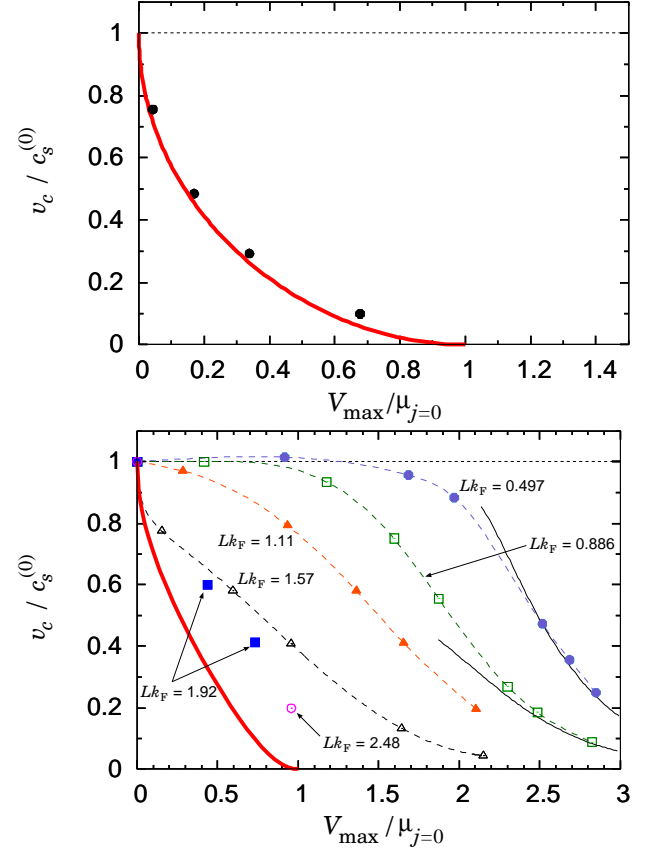 1
0.8
0.6
0.4
0.2
0
v_c / c_s^(0)
0 0.2 0.4 0.6 0.8 1 1.2 1.4
V_max/μ_j=0
1
0.8
0.6
0.4
0.2
0
v_c / c_s^(0)
Lk_F = 0.497
Lk_F = 0.886
Lk_F = 1.11
Lk_F = 1.57
Lk_F = 1.92
Lk_F = 2.48
0 0.5 1 1.5 2 2.5 3
V_max/μ_j=0